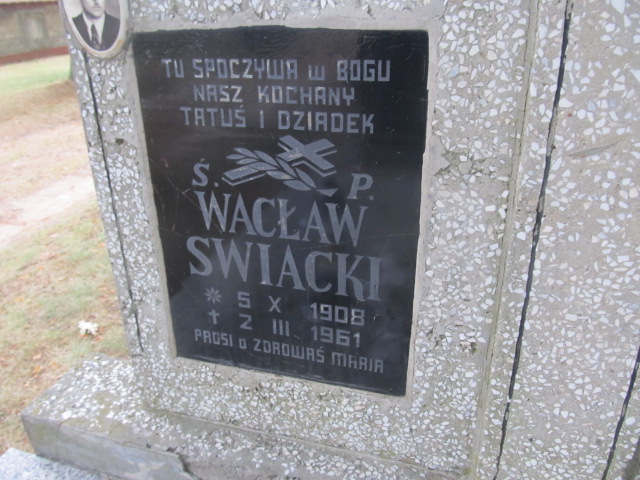 TU SPOCZYWA W BOGU
NASZ KOCHANY
TATUŚ I DZIADEK
Ś. P.
WACŁAW
SWIACKI
* 5 X 1908
† 2 III 1961
PROSI O ZDROWAŚ MARIA